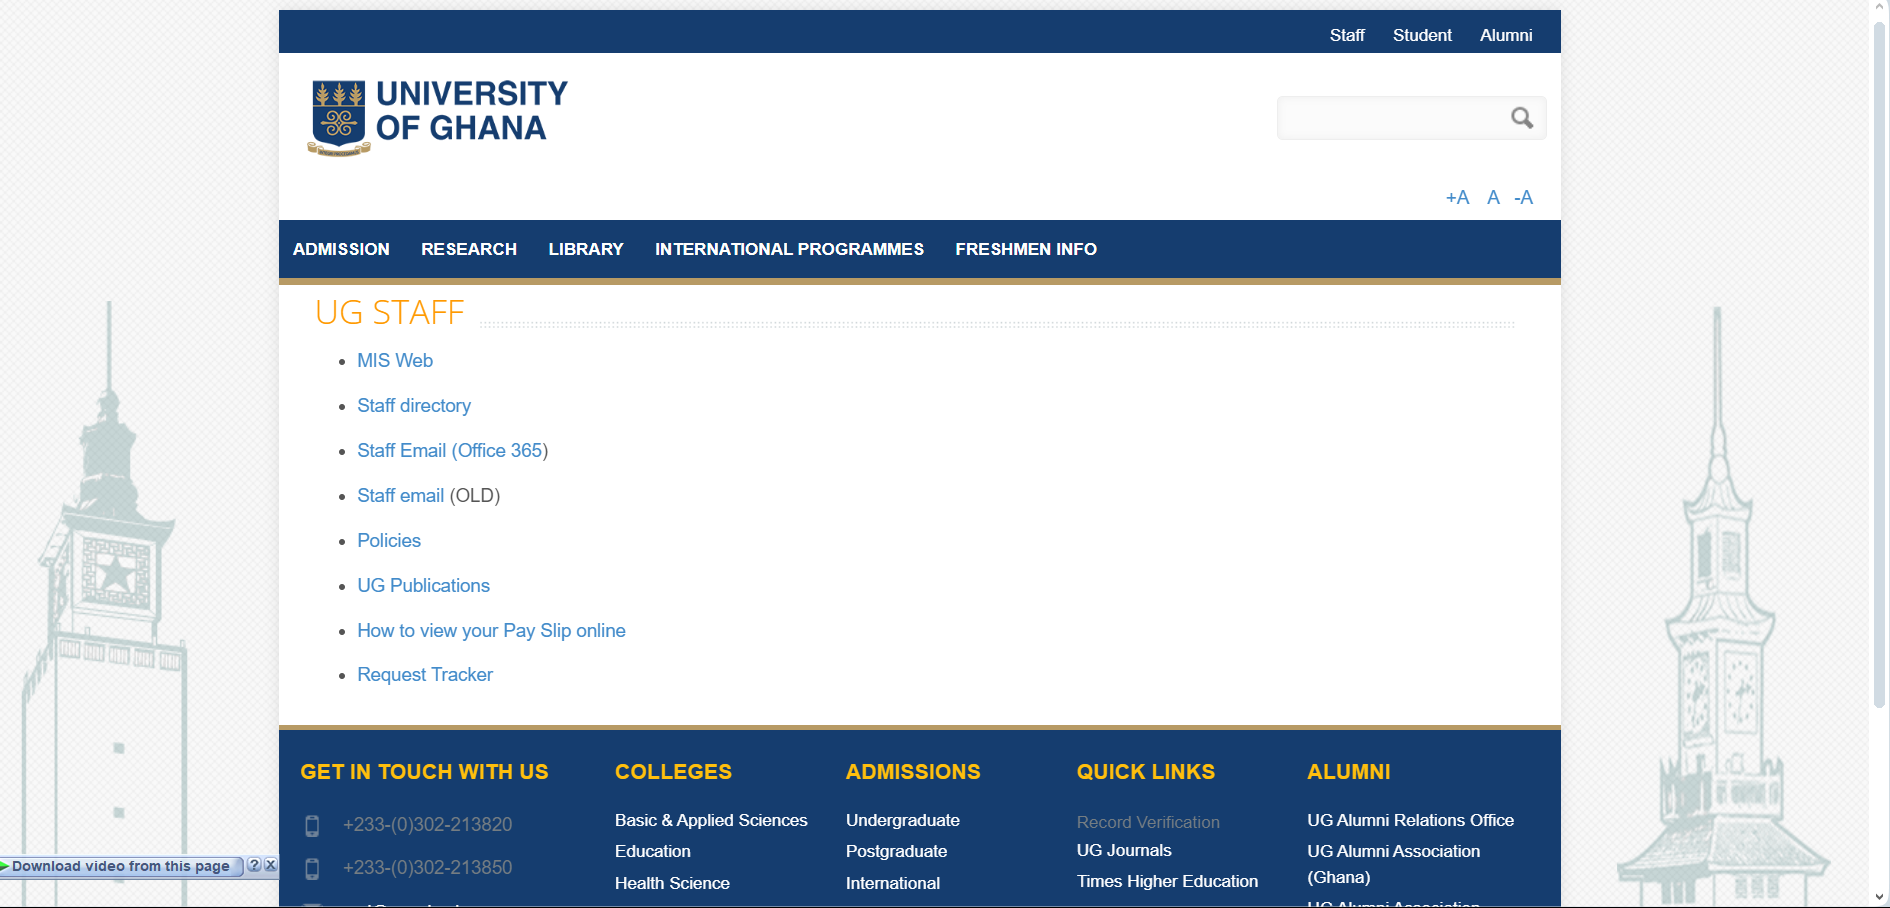 Staff Student Alumni
UNIVERSITY
OF GHANA
+A A -A
ADMISSION RESEARCH LIBRARY INTERNATIONAL PROGRAMMES FRESHMEN INFO
UG STAFF
• MIS Web
• Staff directory
• Staff Email (Office 365)
• Staff email (OLD)
• Policies
• UG Publications
• How to view your Pay Slip online
• Request Tracker
GET IN TOUCH WITH US
+233-(0)302-213820
+233-(0)302-213850
COLLEGES
Basic & Applied Sciences
Education
Health Science
ADMISSIONS
Undergraduate
Postgraduate
International
QUICK LINKS
Record Verification
UG Journals
Times Higher Education
ALUMNI
UG Alumni Relations Office
UG Alumni Association
(Ghana)
UG Alumni Association
Download video from this page ? X